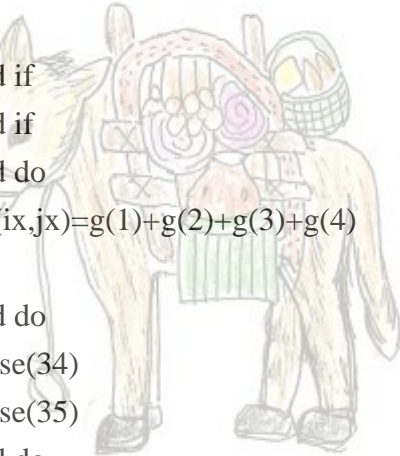 d if
d if
d do
(ix,jx)=g(1)+g(2)+g(3)+g(4)
d do
se(34)
se(35)
d do